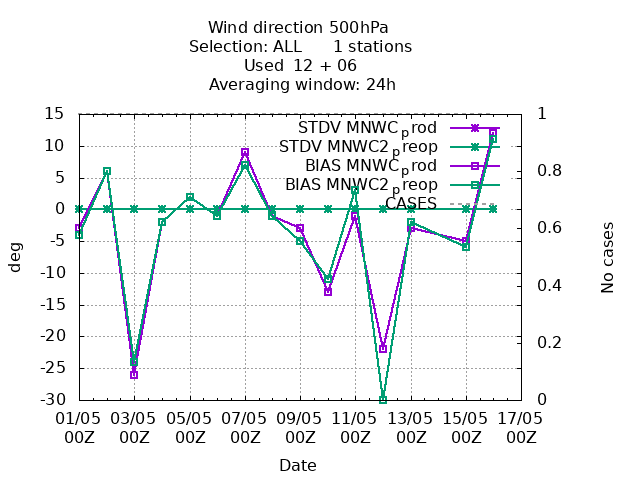 Wind direction 500hPa
Selection: ALL 1 stations
Used 12 + 06
Averaging window: 24h
15
10
5
0
-5
-10
-15
-20
-25
-30
deg
1
0.8
0.6
0.4
0.2
0
No cases
STDV MNWC_prod
STDV MNWC2_preop
BIAS MNWC_prod
BIAS MNWC2_preop
CASES
01/05 03/05 05/05 07/05 09/05 11/05 13/05 15/05 17/05
00Z 00Z 00Z 00Z 00Z 00Z 00Z 00Z 00Z
Date